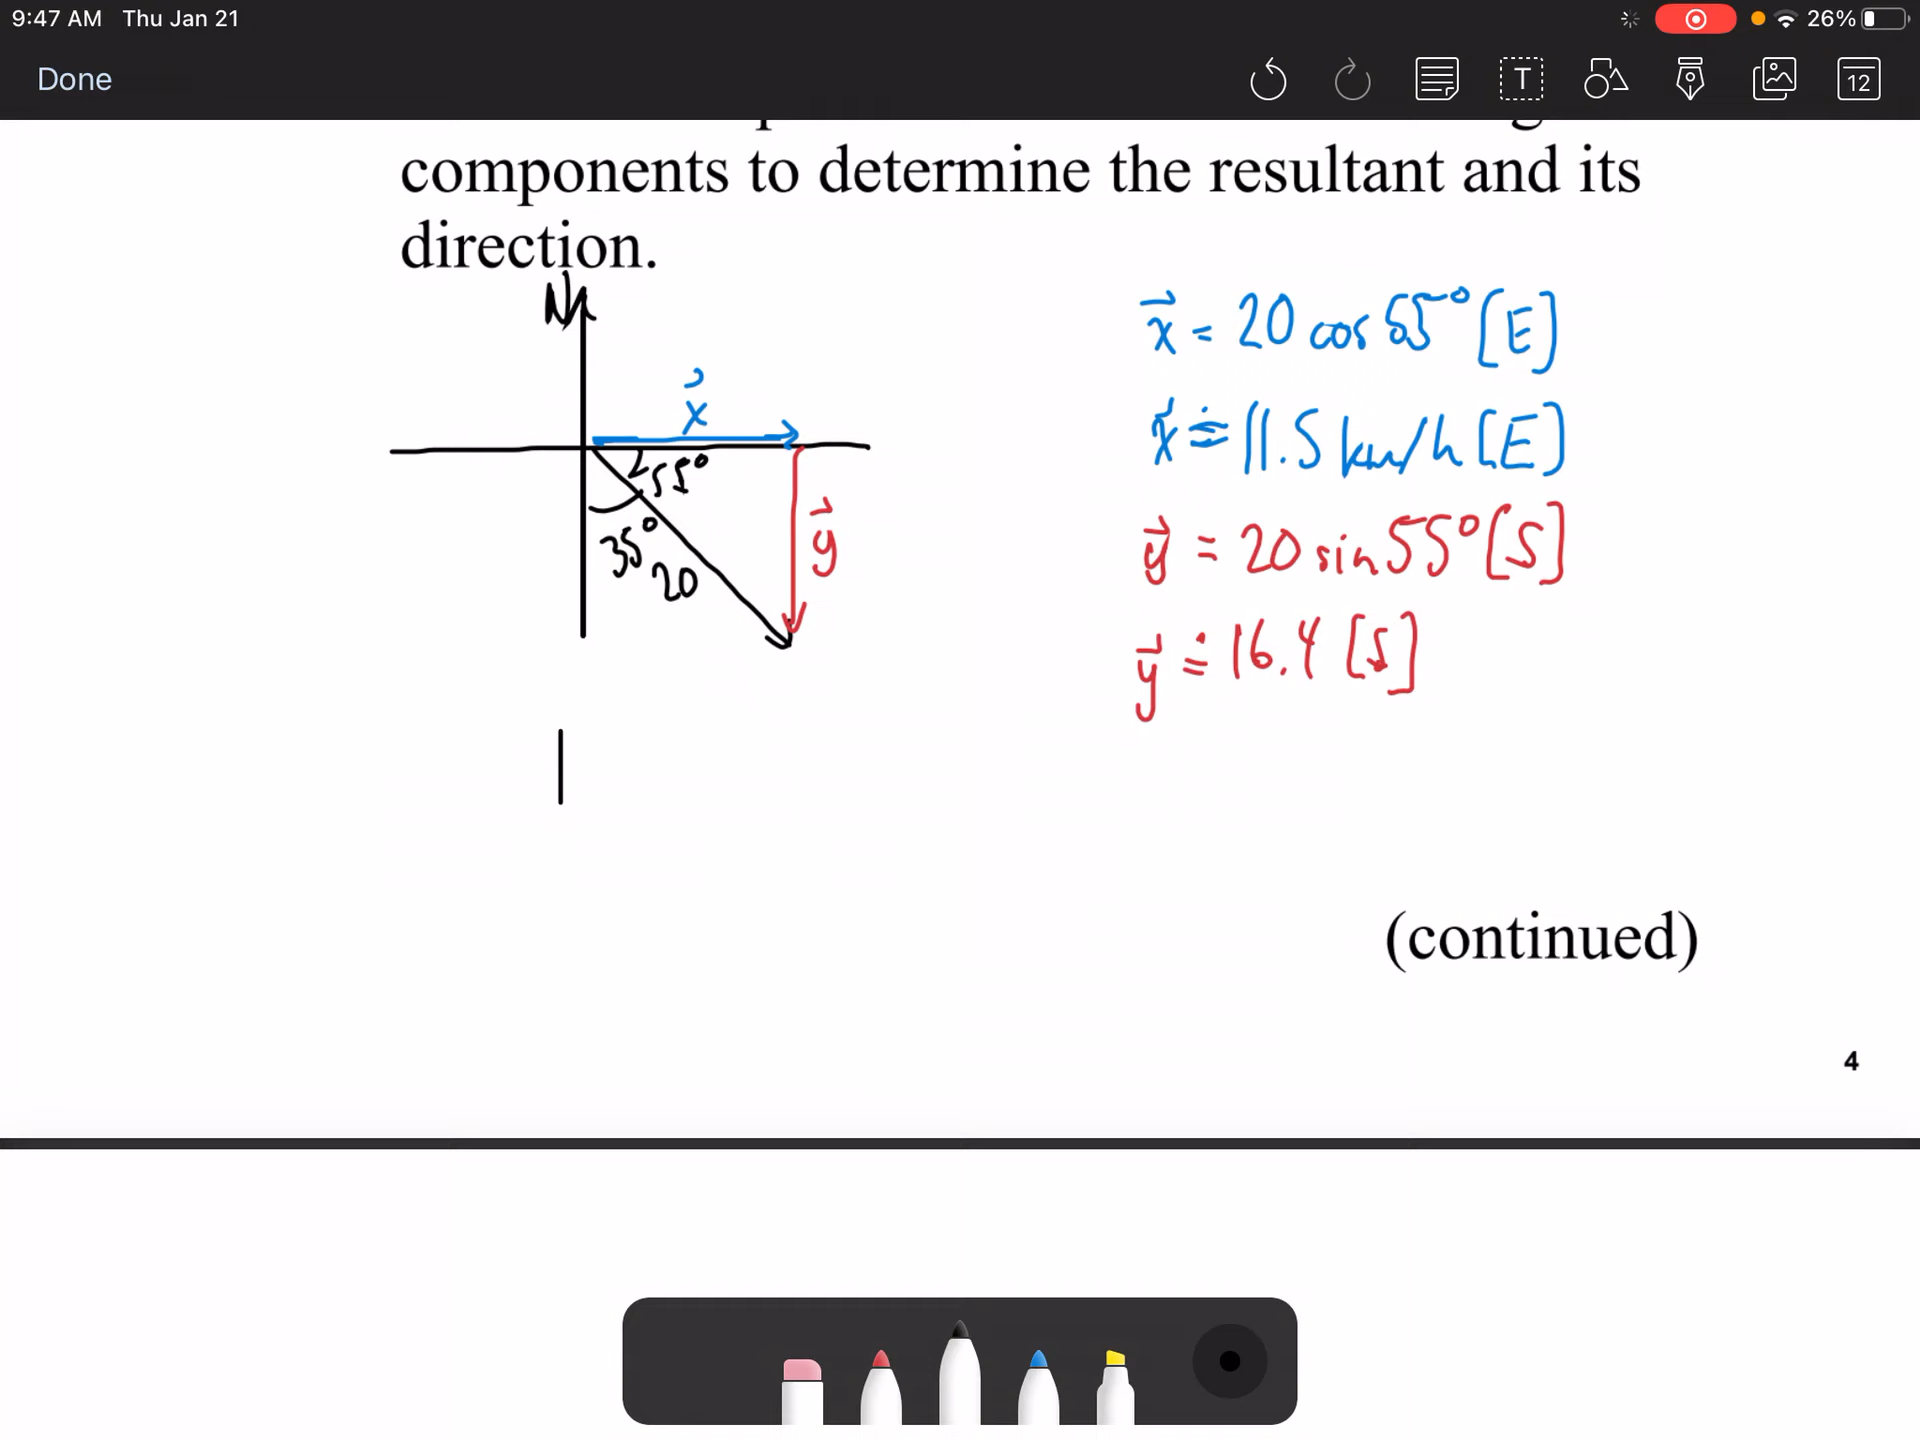 9:47 AM Thu Jan 21
26%
Done
T
12
components to determine the resultant and its
direction.
N
x
55°
35°
20
y
x = 20 cos 55° [E]
x ≐ 11.5 km/h [E]
y = 20 sin 55° [S]
y ≐ 16.4 [S]
(continued)
4